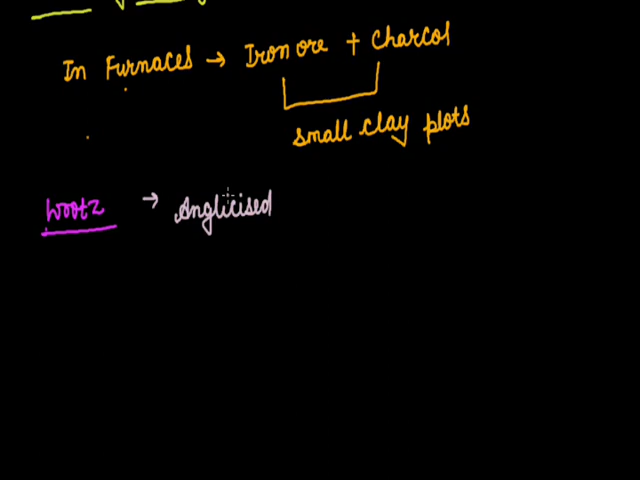 In Furnaces → Iron ore + Charcol
small clay plots
Wootz → Anglicised